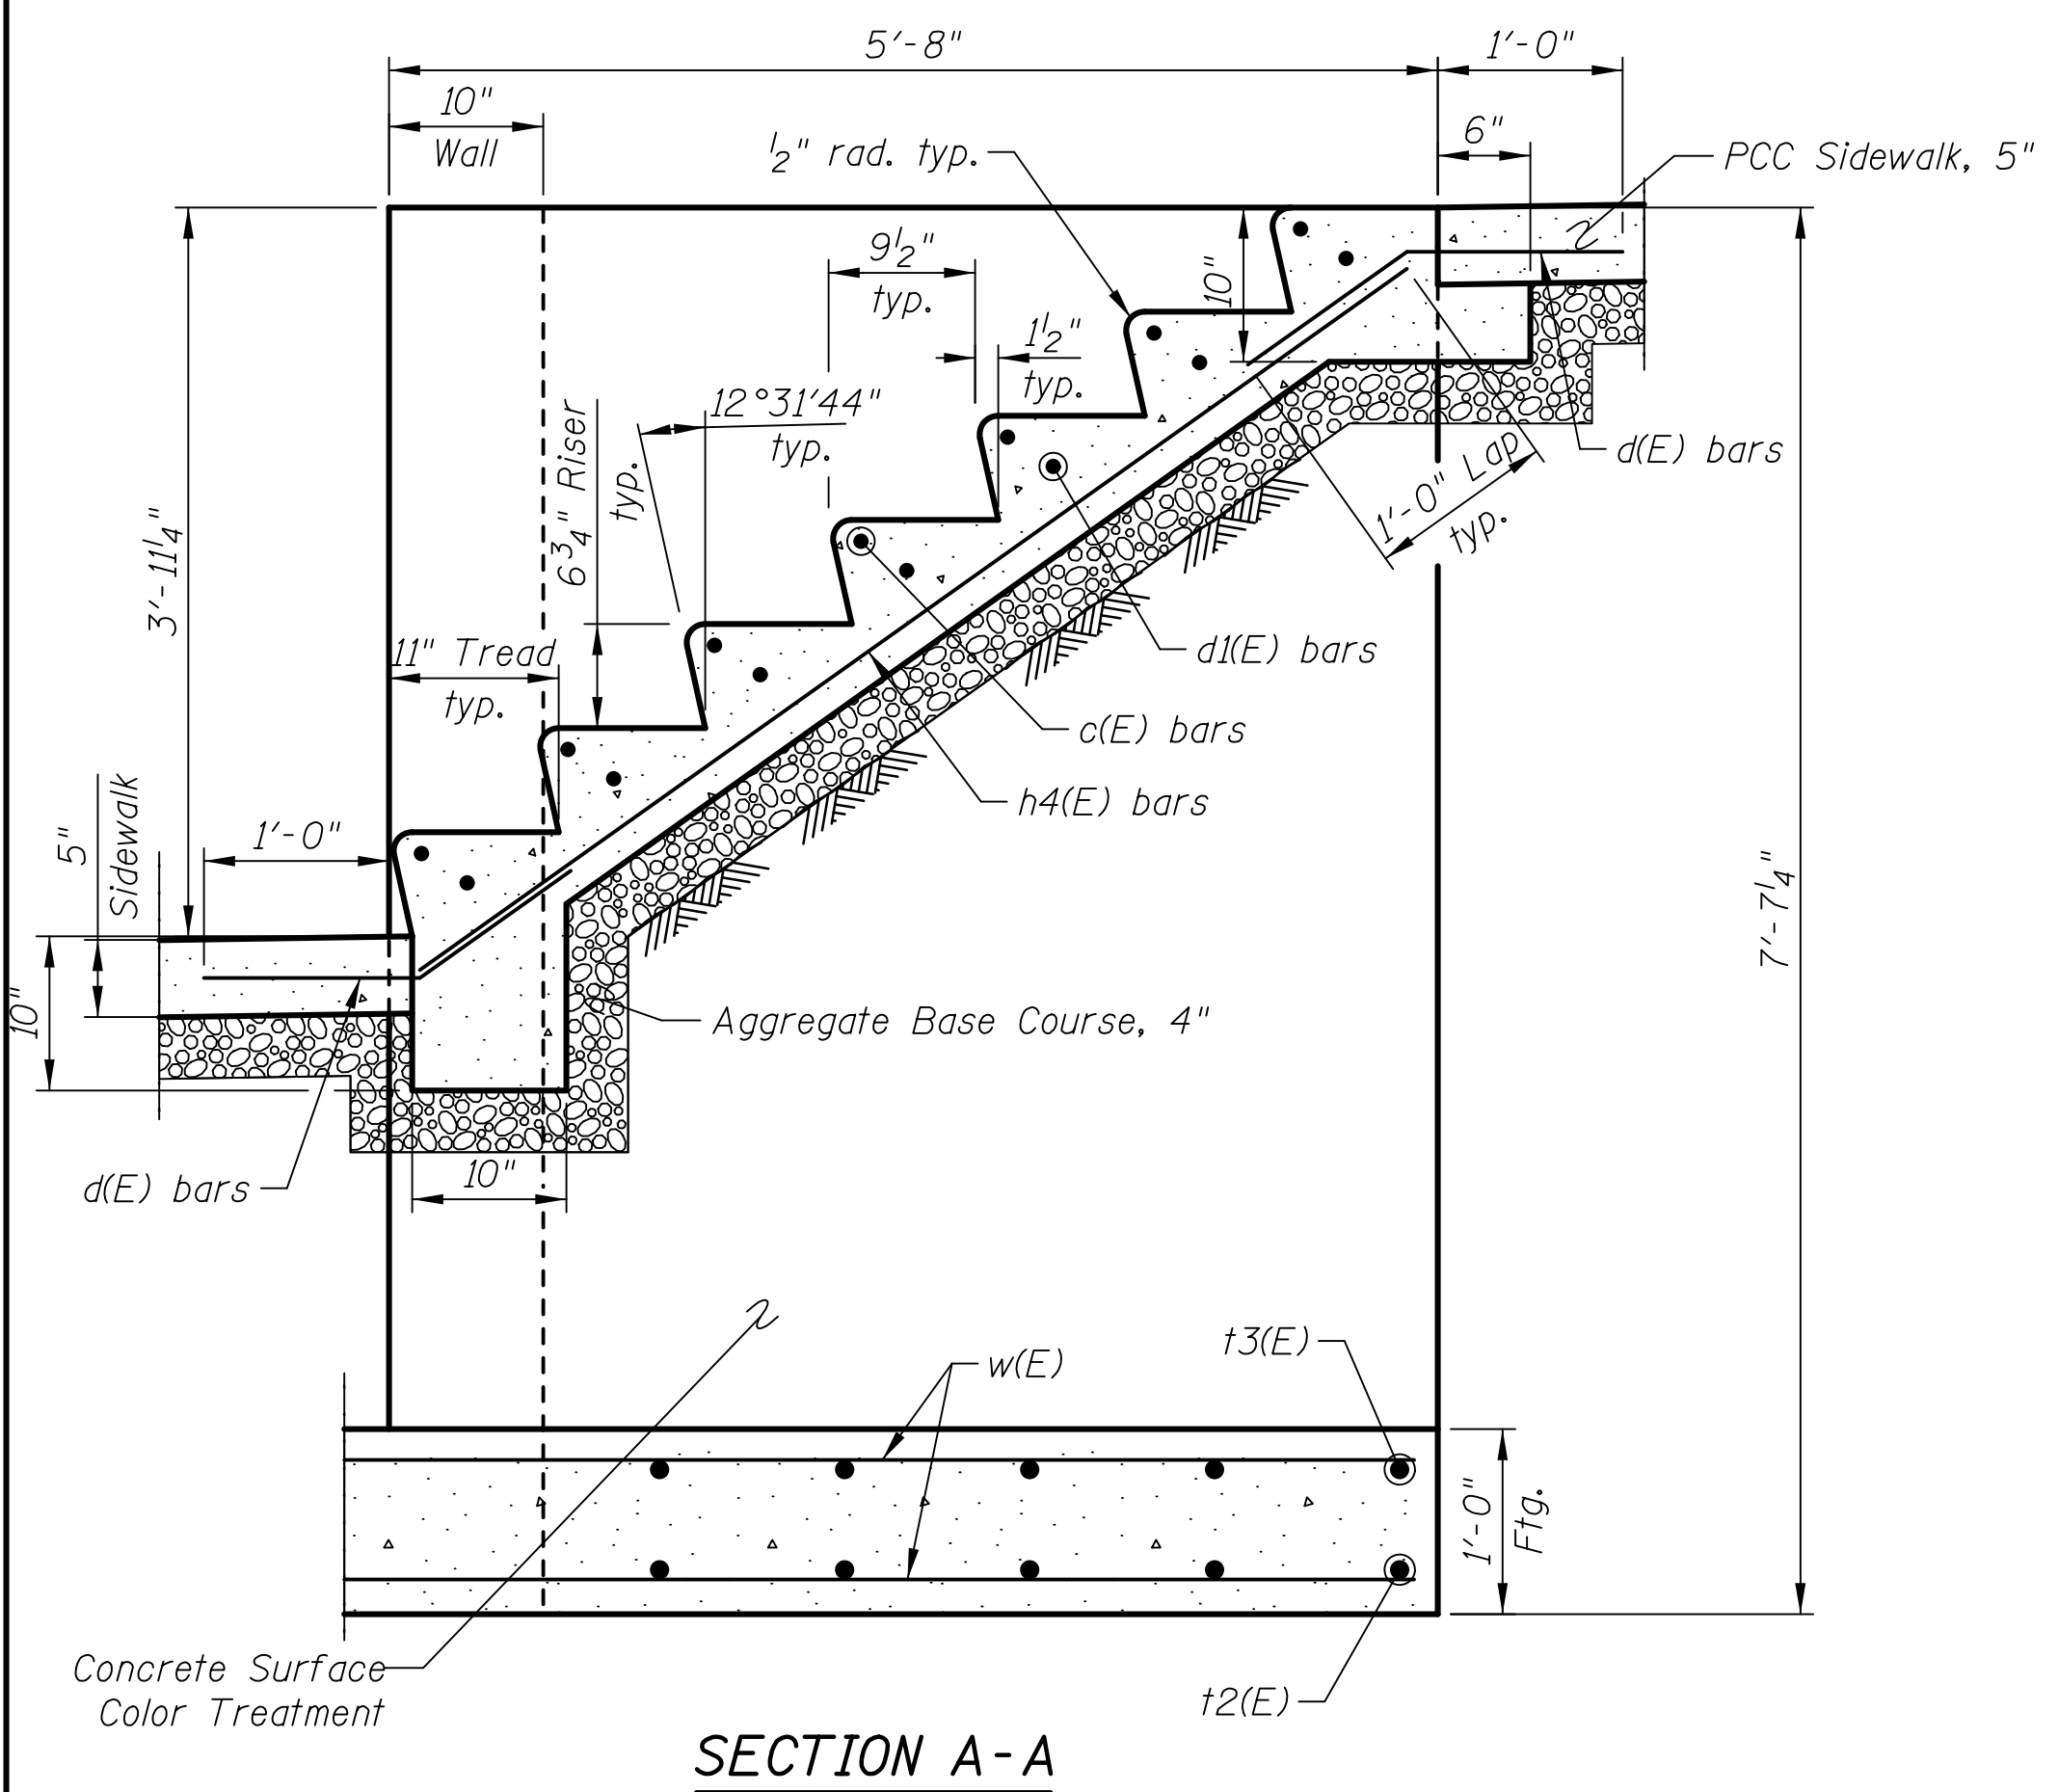 5'-8"
1'-0"
10"
Wall
6"
½" rad. typ.
PCC Sidewalk, 5"
9½"
typ.
10"
1½"
typ.
12°31'44"
typ.
typ.
6¾" Riser
d(E) bars
1'-0" Lap
typ.
3'-11¼"
11" Tread
typ.
d1(E) bars
c(E) bars
h4(E) bars
5"
Sidewalk
1'-0"
7'-7¼"
10"
Aggregate Base Course, 4"
d(E) bars
10"
t3(E)
w(E)
1'-0"
Ftg.
Concrete Surface
Color Treatment
t2(E)
SECTION A-A